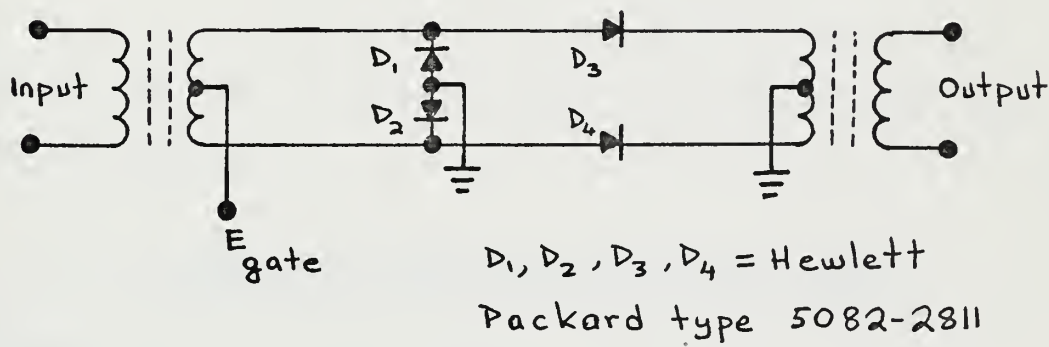 Input
D1
D2
D3
D4
Output
E gate
D1, D2, D3, D4 = Hewlett
Packard type 5082-2811